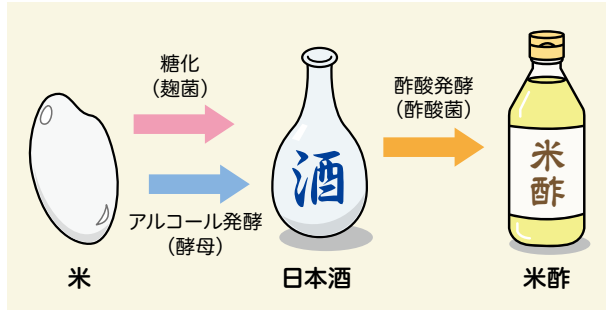 糖化
（麹菌）
アルコール発酵
（酵母）
酢酸発酵
（酢酸菌）
酒
米酢
米
日本酒
米酢